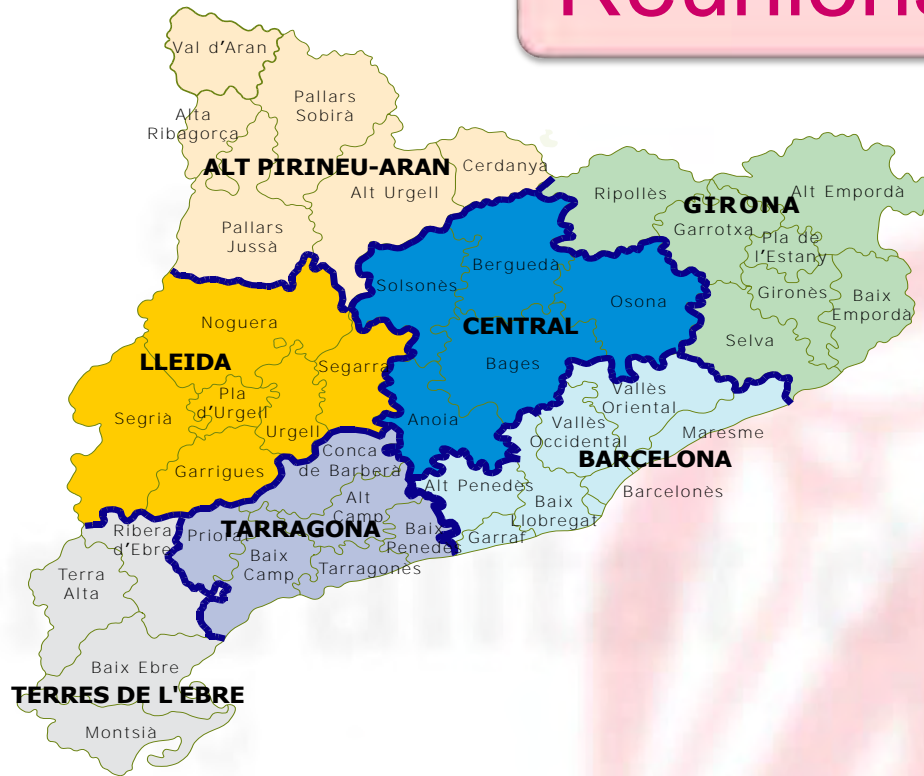 Val d'Aran
Pallars
Sobirà
Alta
Ribagorça
ALT PIRINEU-ARAN
Cerdanya
Alt Urgell
Pallars
Jussà
Ripollès
Alt Empordà
GIRONA
Garrotxa
Pla de
l'Estany
Gironès
Baix
Empordà
Selva
Berguedà
Solsonès
Osona
CENTRAL
Bages
Anoia
Noguera
LLEIDA
Segarra
Pla
d'Urgell
Segrià
Urgell
Garrigues
Vallès
Oriental
Vallès
Occidental
Maresme
BARCELONA
Alt Penedès
Barcelonès
Baix
Llobregat
Garraf
Conca
de Barberà
Alt
Camp
TARRAGONA
Priorat
Baix
Penedès
Baix
Camp
Tarragonès
Ribera
d'Ebre
Terra
Alta
Baix Ebre
TERRES DE L'EBRE
Montsià